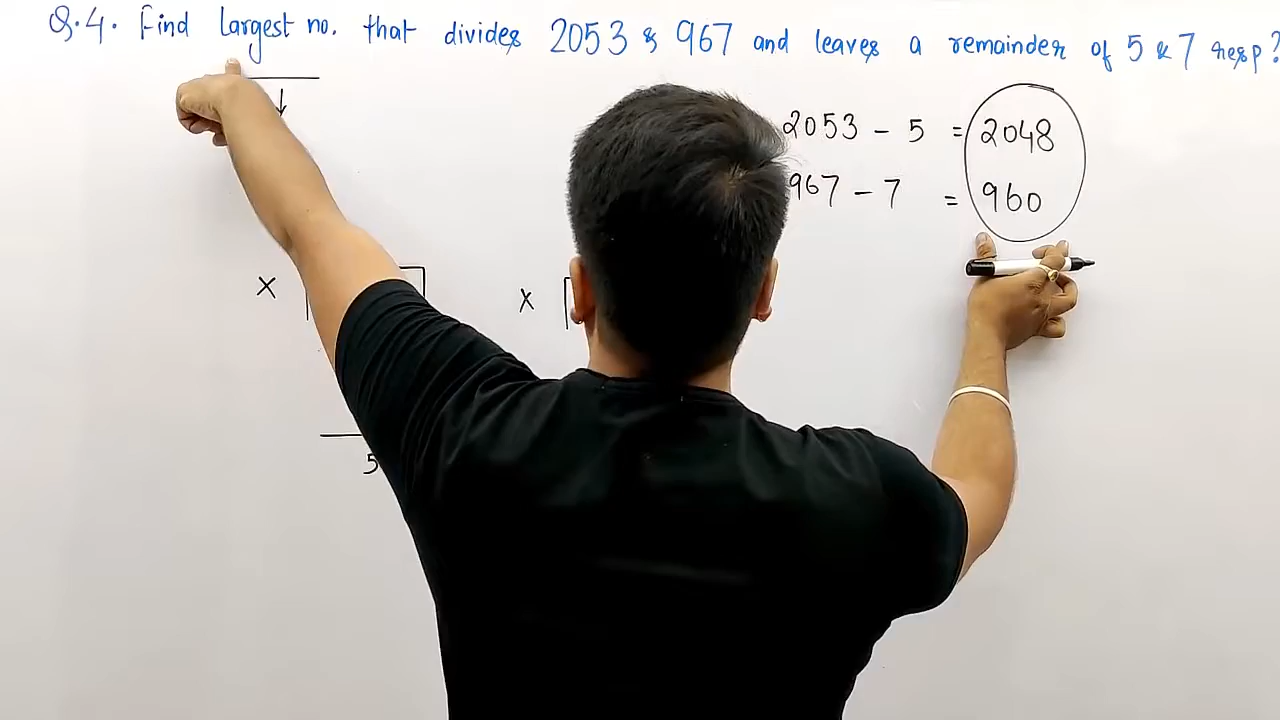 Q.4. Find largest no. that divides 2053 & 967 and leaves a remainder of 5 & 7 resp?
2053 - 5 = 2048
967 - 7 = 960
× ×
5